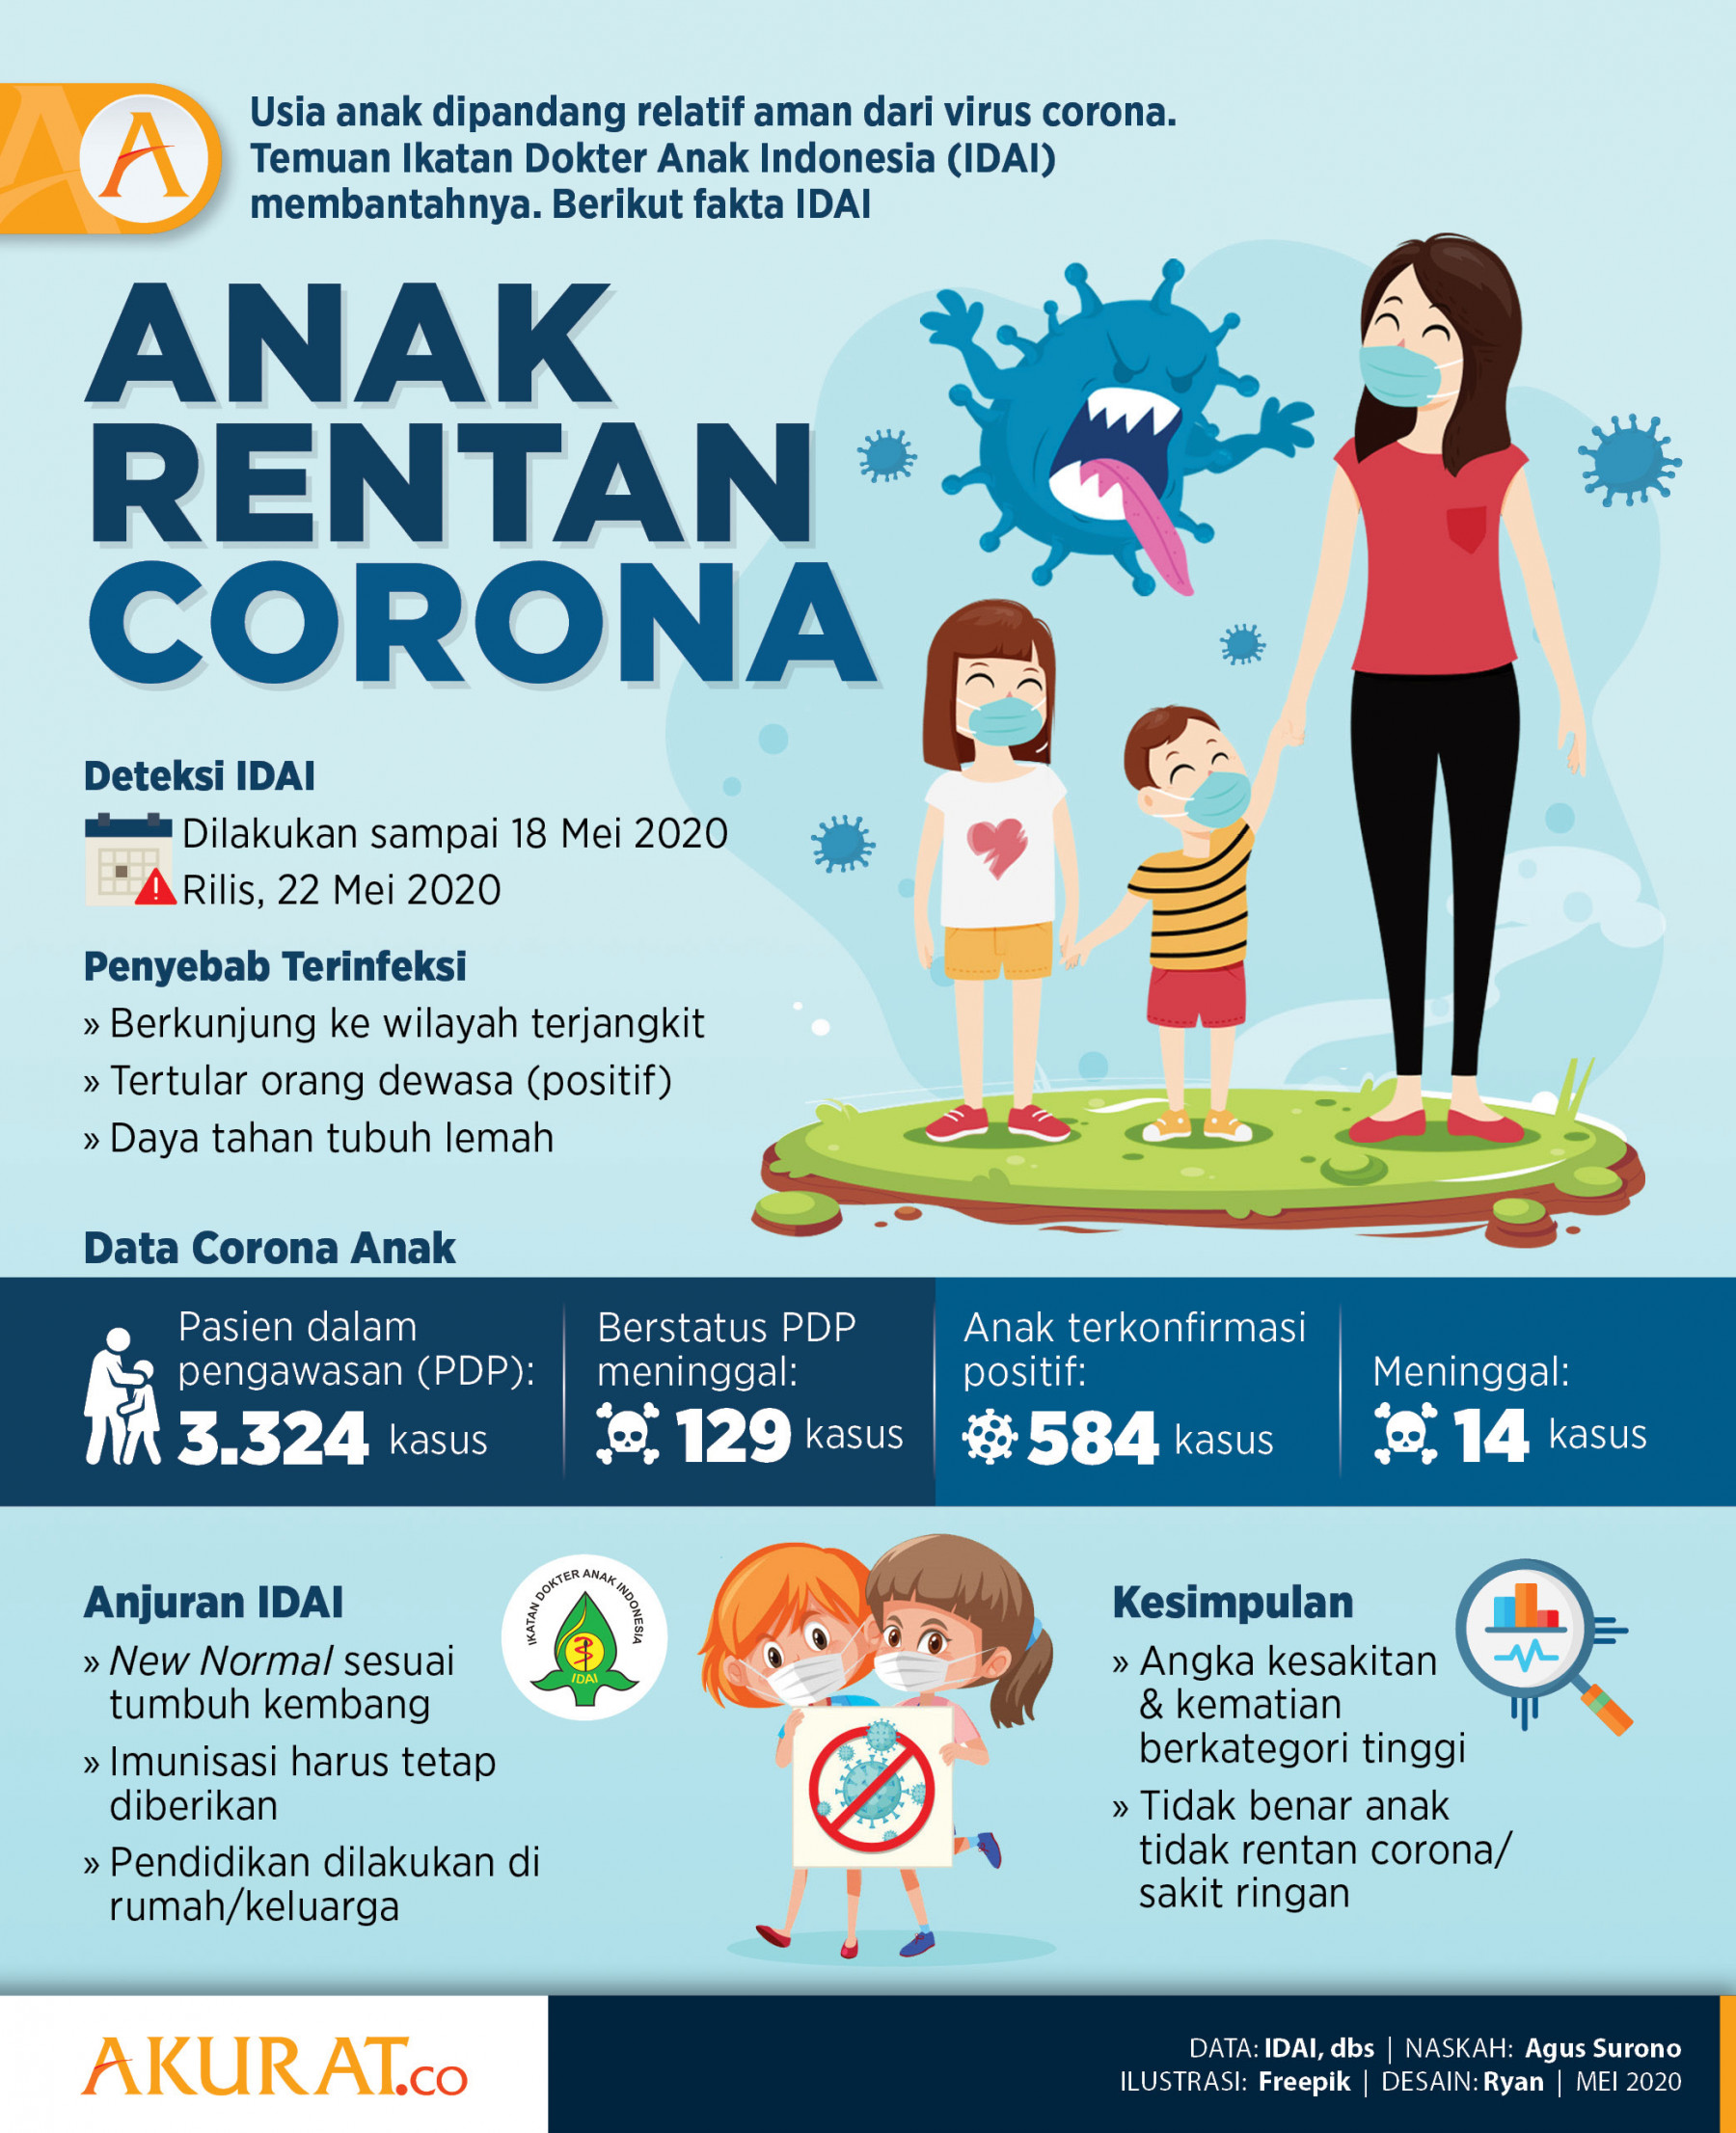 Usia anak dipandang relatif aman dari virus corona.
Temuan Ikatan Dokter Anak Indonesia (IDAI)
membantahnya. Berikut fakta IDAI
ANAK
RENTAN
CORONA
Deteksi IDAI
Dilakukan sampai 18 Mei 2020
Rilis, 22 Mei 2020
Penyebab Terinfeksi
» Berkunjung ke wilayah terjangkit
» Tertular orang dewasa (positif)
» Daya tahan tubuh lemah
Data Corona Anak
Pasien dalam
pengawasan (PDP):
3.324 kasus
Berstatus PDP
meninggal:
129 kasus
Anak terkonfirmasi
positif:
584 kasus
Meninggal:
14 kasus
Anjuran IDAI
» New Normal sesuai
tumbuh kembang
» Imunisasi harus tetap
diberikan
» Pendidikan dilakukan di
rumah/keluarga
IKATAN DOKTER ANAK INDONESIA
IDAI
Kesimpulan
» Angka kesakitan
& kematian
berkategori tinggi
» Tidak benar anak
tidak rentan corona/
sakit ringan
AKURAT.CO
DATA: IDAI, dbs | NASKAH: Agus Surono
ILUSTRASI: Freepik | DESAIN: Ryan | MEI 2020